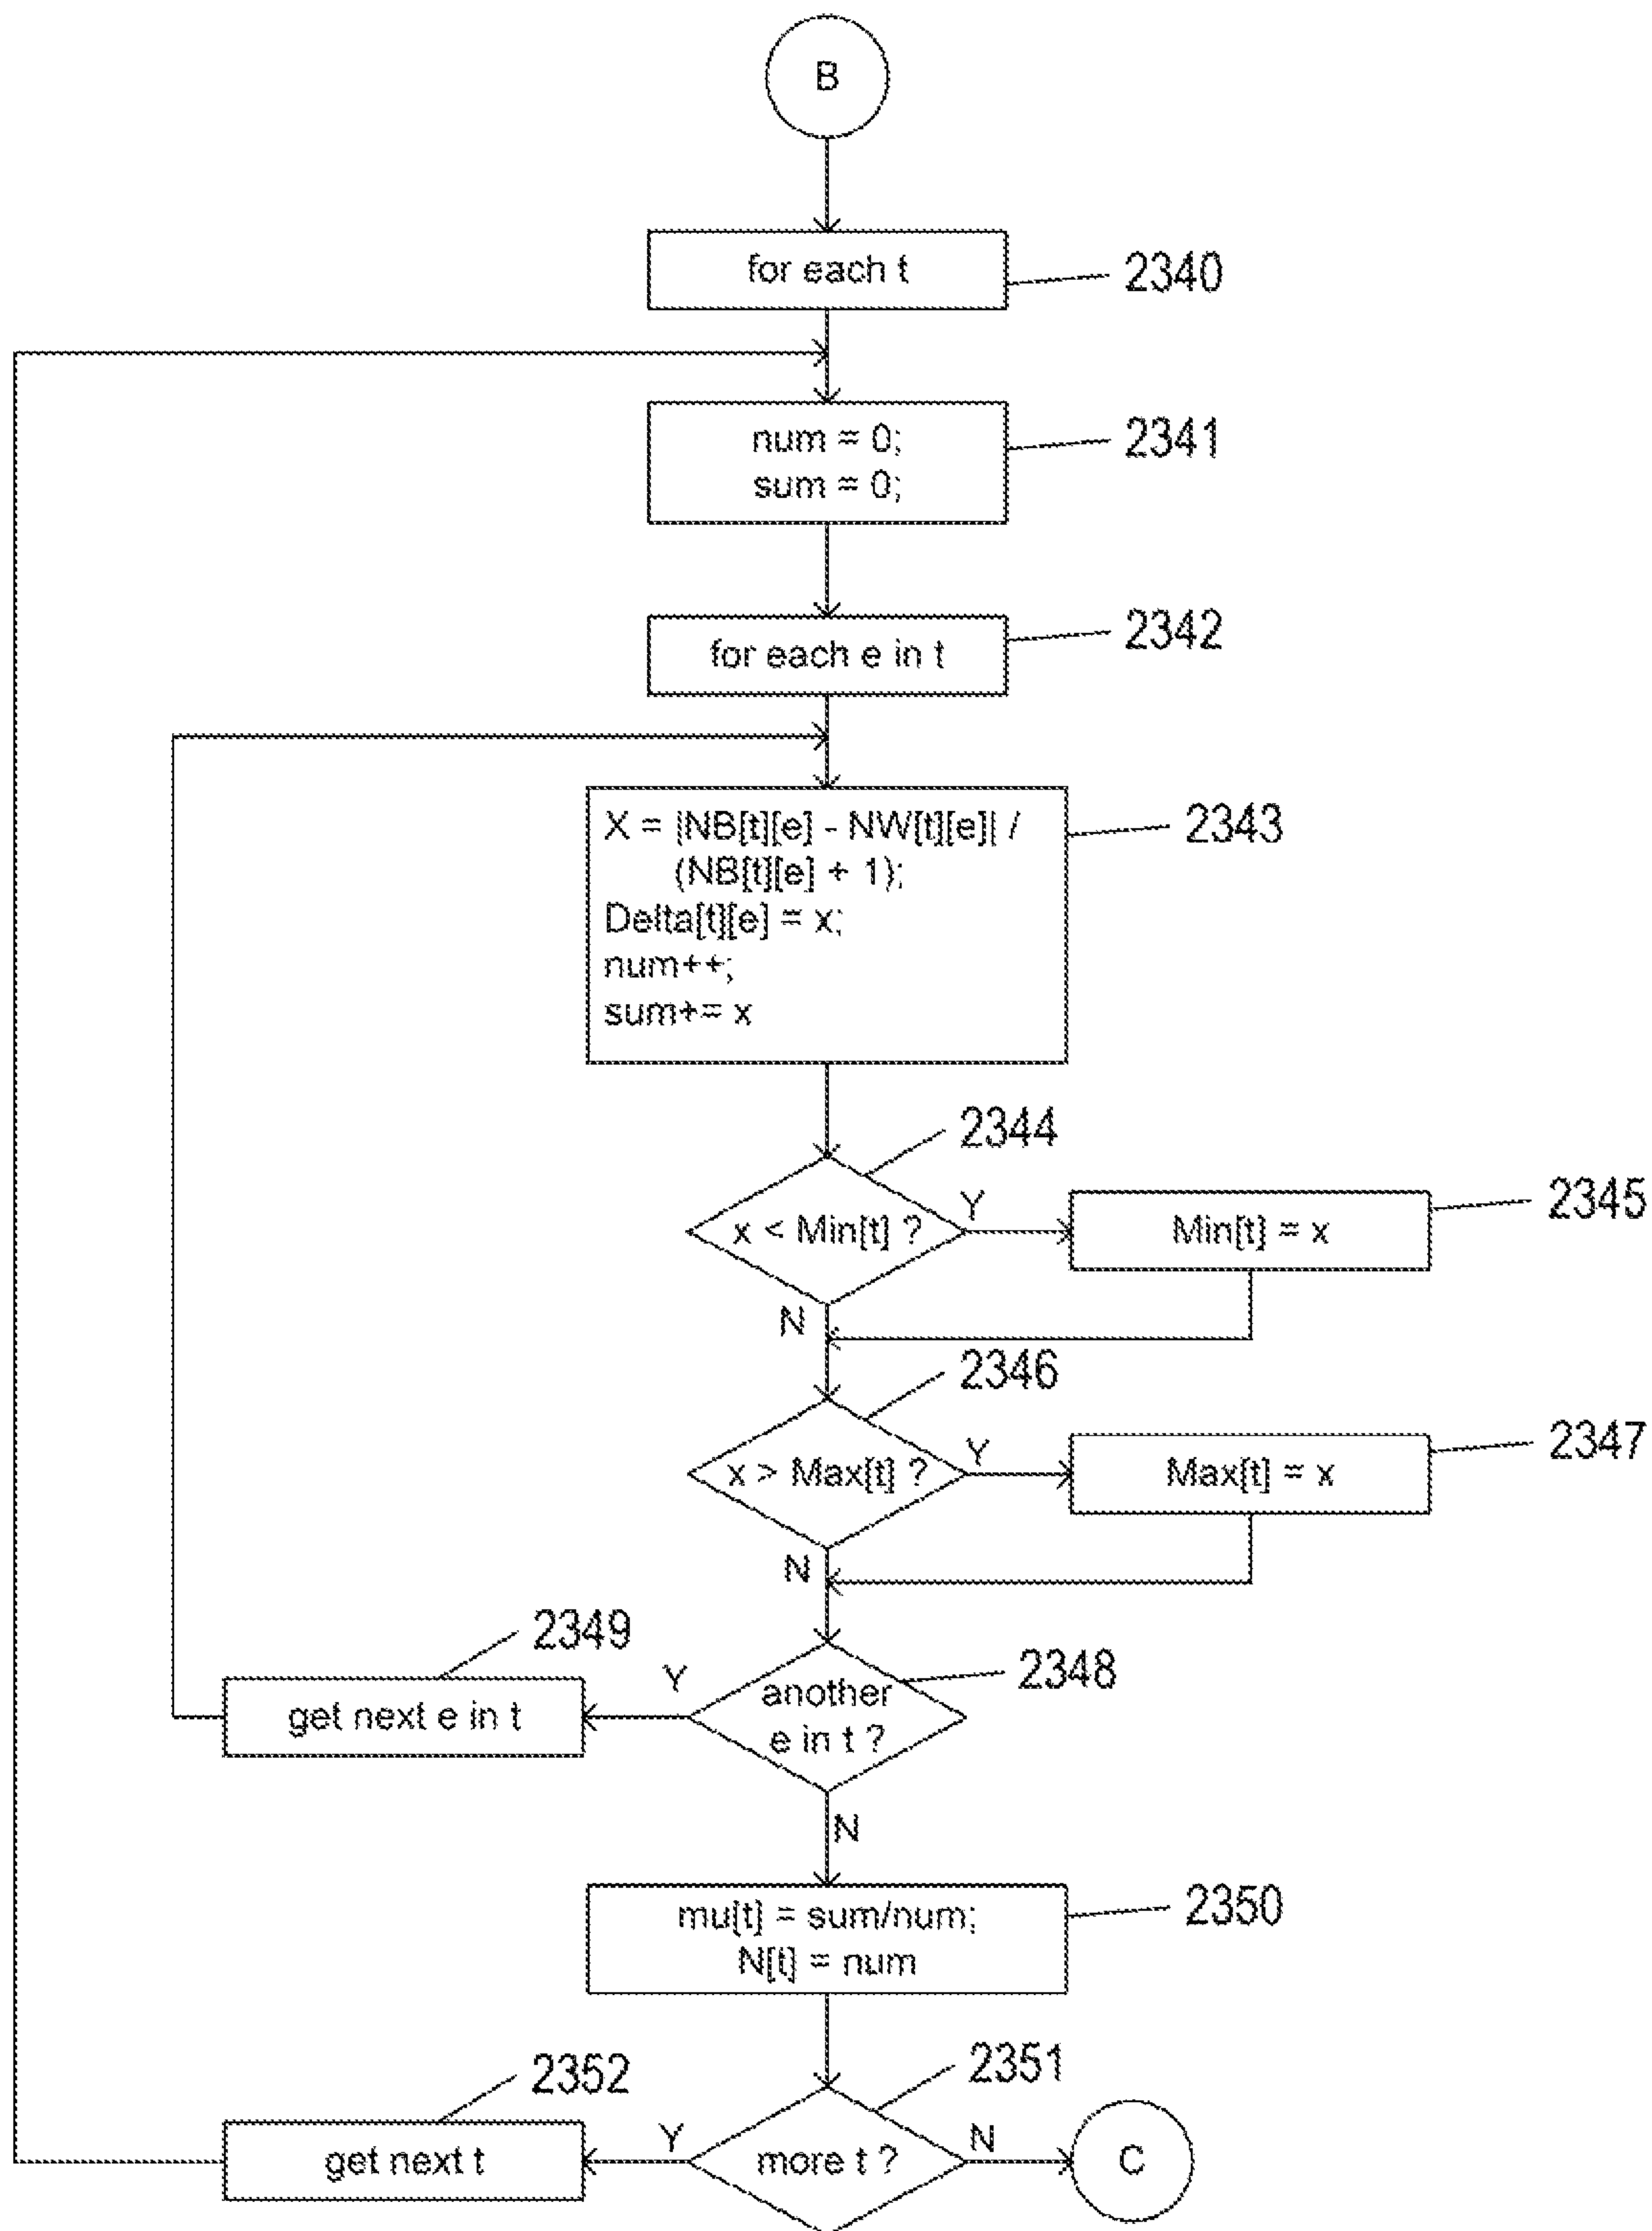 B
for each t
2340
num = 0;
sum = 0;
2341
for each e in t
2342
X = |NB[t][e] - NW[t][e]| /
(NB[t][e] + 1);
Delta[t][e] = x;
num++;
sum+= x
2343
2344
x < Min[t] ?
Y
Min[t] = x
2345
N
2346
x > Max[t] ?
Y
Max[t] = x
2347
N
2349
get next e in t
Y
another
e in t ?
2348
N
mu[t] = sum/num;
N[t] = num
2350
2352
get next t
Y
more t ?
2351
N
C